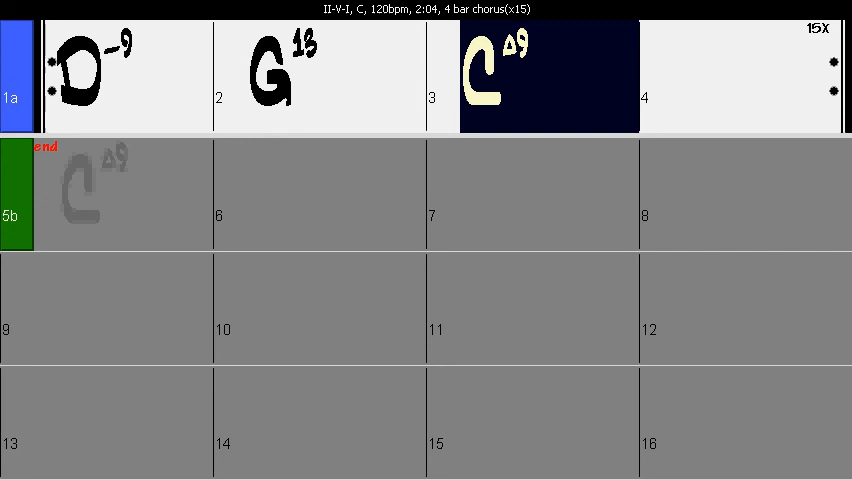 II-V-I, C, 120bpm, 2:04, 4 bar chorus(x15)
15X
1a D-9 2 G13 3 CΔ9 4
end
5b CΔ9 6 7 8
9 10 11 12
13 14 15 16